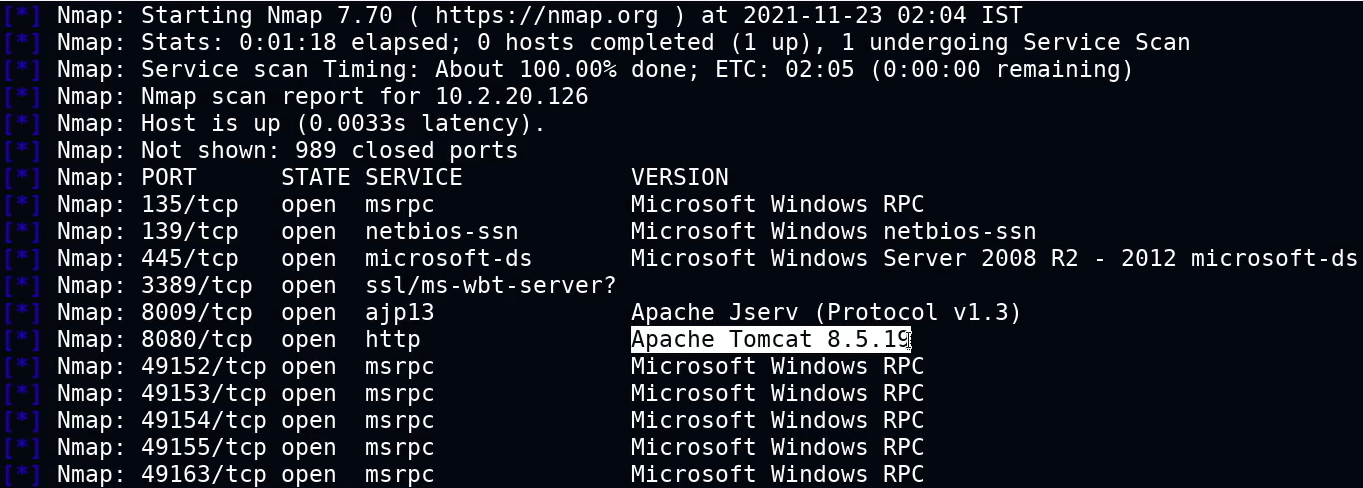 [*] Nmap: Starting Nmap 7.70 ( https://nmap.org ) at 2021-11-23 02:04 IST
[*] Nmap: Stats: 0:01:18 elapsed; 0 hosts completed (1 up), 1 undergoing Service Scan
[*] Nmap: Service scan Timing: About 100.00% done; ETC: 02:05 (0:00:00 remaining)
[*] Nmap: Nmap scan report for 10.2.20.126
[*] Nmap: Host is up (0.0033s latency).
[*] Nmap: Not shown: 989 closed ports
[*] Nmap: PORT      STATE SERVICE            VERSION
[*] Nmap: 135/tcp   open  msrpc              Microsoft Windows RPC
[*] Nmap: 139/tcp   open  netbios-ssn        Microsoft Windows netbios-ssn
[*] Nmap: 445/tcp   open  microsoft-ds       Microsoft Windows Server 2008 R2 - 2012 microsoft-ds
[*] Nmap: 3389/tcp  open  ssl/ms-wbt-server?
[*] Nmap: 8009/tcp  open  ajp13              Apache Jserv (Protocol v1.3)
[*] Nmap: 8080/tcp  open  http               Apache Tomcat 8.5.19
[*] Nmap: 49152/tcp open  msrpc              Microsoft Windows RPC
[*] Nmap: 49153/tcp open  msrpc              Microsoft Windows RPC
[*] Nmap: 49154/tcp open  msrpc              Microsoft Windows RPC
[*] Nmap: 49155/tcp open  msrpc              Microsoft Windows RPC
[*] Nmap: 49163/tcp open  msrpc              Microsoft Windows RPC